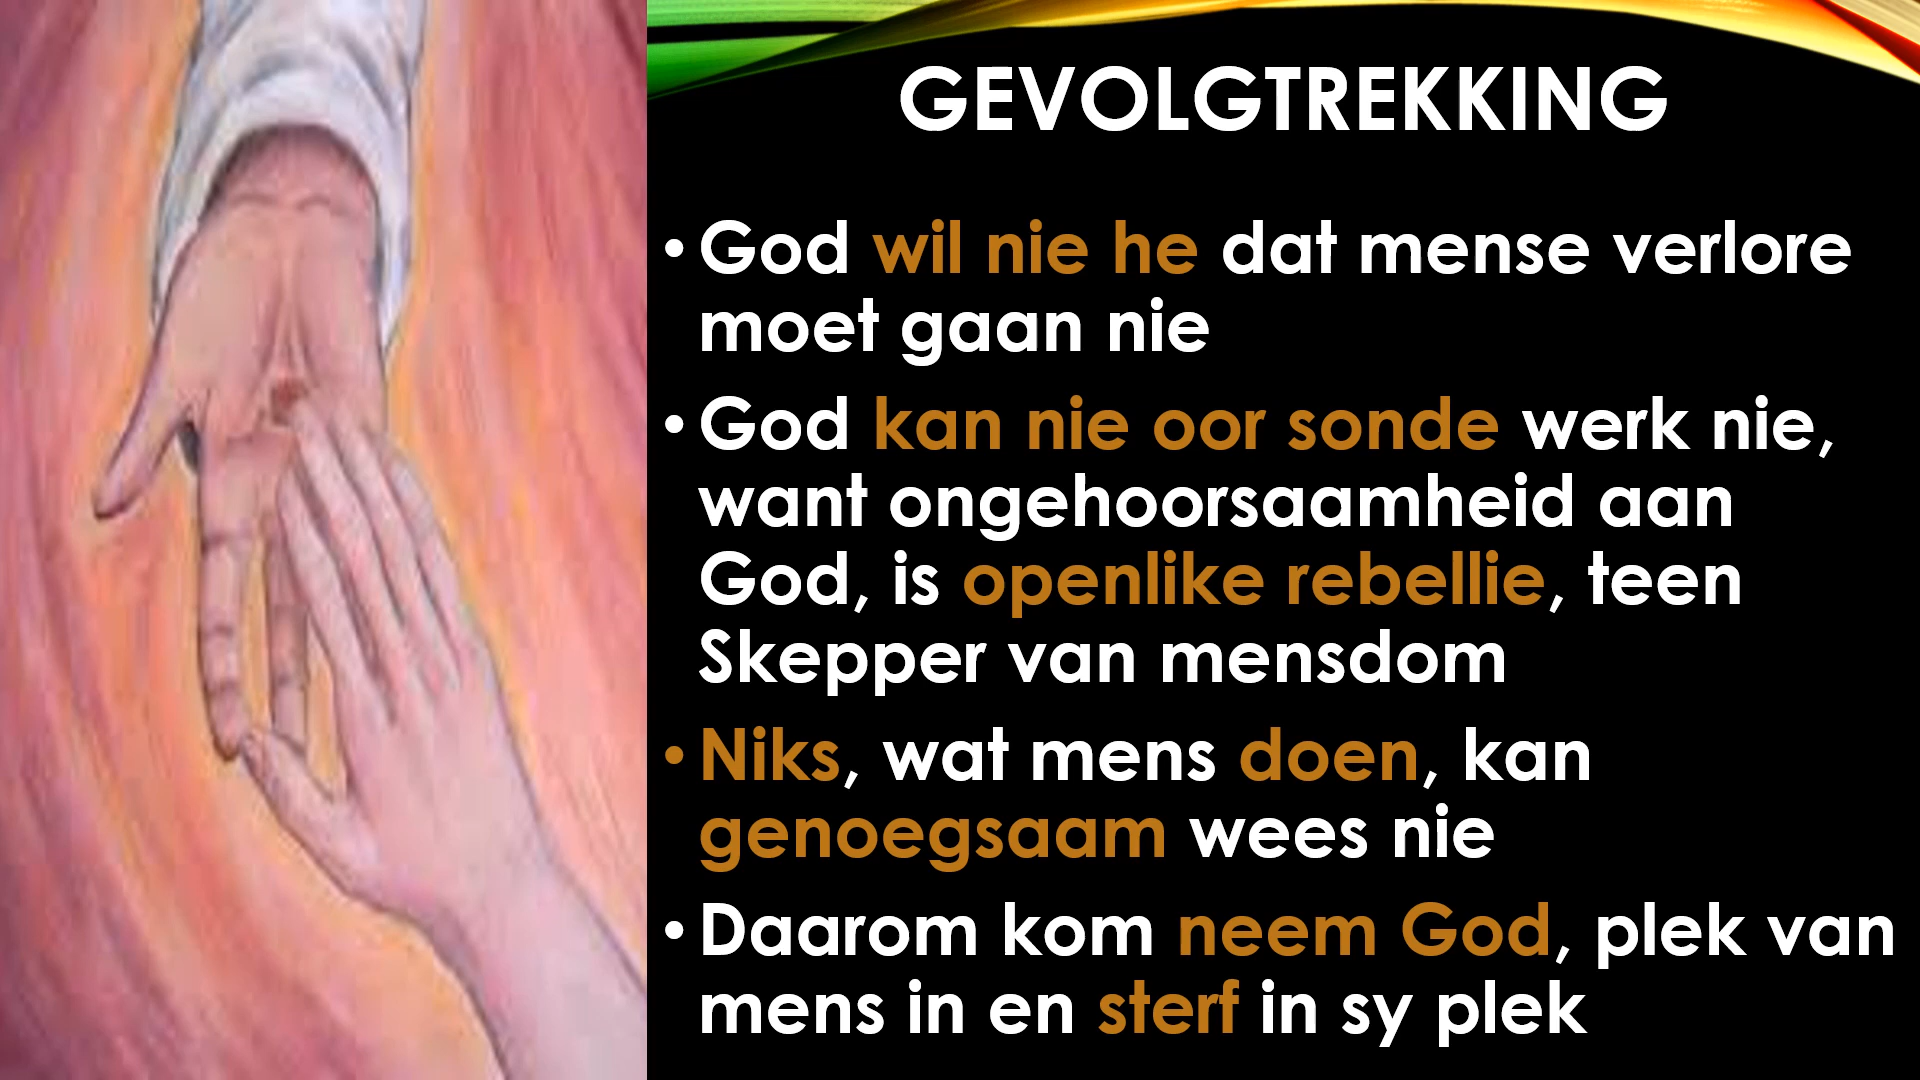 GEVOLGTREKKING
• God wil nie he dat mense verlore
moet gaan nie
• God kan nie oor sonde werk nie,
want ongehoorsaamheid aan
God, is openlike rebellie, teen
Skepper van mensdom
• Niks, wat mens doen, kan
genoegsaam wees nie
• Daarom kom neem God, plek van
mens in en sterf in sy plek